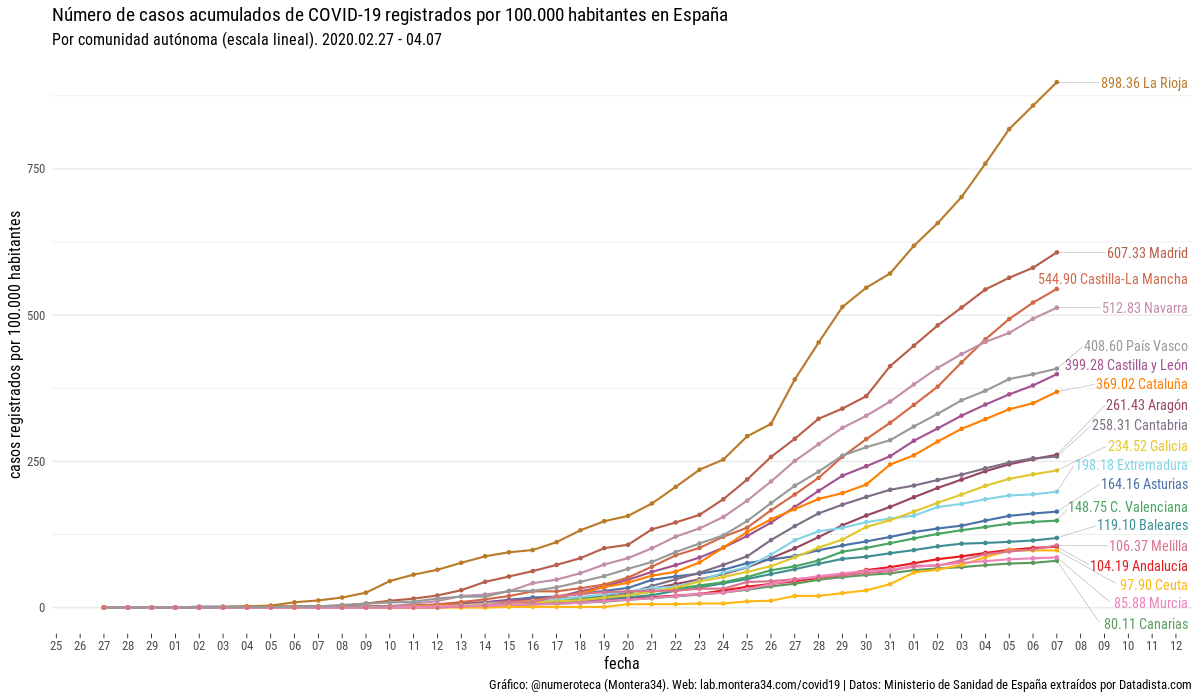 Número de casos acumulados de COVID-19 registrados por 100.000 habitantes en España
Por comunidad autónoma (escala lineal). 2020.02.27 - 04.07
casos registrados por 100.000 habitantes
750
500
250
0
898.36 La Rioja
607.33 Madrid
544.90 Castilla-La Mancha
512.83 Navarra
408.60 País Vasco
399.28 Castilla y León
369.02 Cataluña
261.43 Aragón
258.31 Cantabria
234.52 Galicia
198.18 Extremadura
164.16 Asturias
148.75 C. Valenciana
119.10 Baleares
106.37 Melilla
104.19 Andalucía
97.90 Ceuta
85.88 Murcia
80.11 Canarias
25 26 27 28 29 01 02 03 04 05 06 07 08 09 10 11 12 13 14 15 16 17 18 19 20 21 22 23 24 25 26 27 28 29 30 31 01 02 03 04 05 06 07 08 09 10 11 12
fecha
Gráfico: @numeroteca (Montera34). Web: lab.montera34.com/covid19 | Datos: Ministerio de Sanidad de España extraídos por Datadista.com